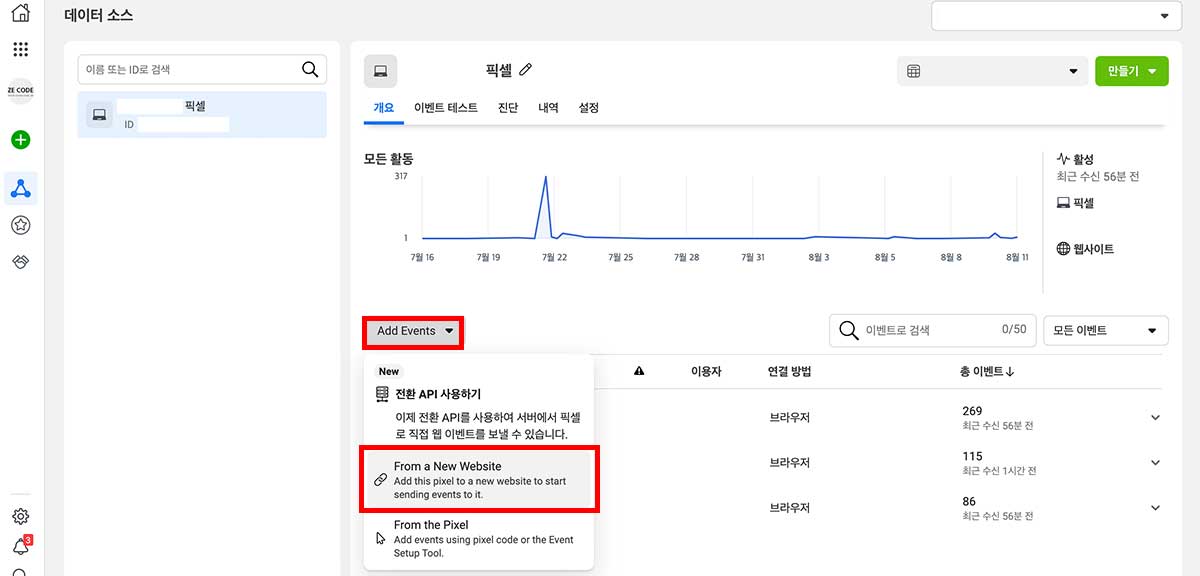 데이터 소스
ZE CODE
3
이름 또는 ID로 검색
픽셀
ID
픽셀
만들기
개요 이벤트 테스트 진단 내역 설정
모든 활동
317
1
7월 16 7월 19 7월 22 7월 25 7월 28 7월 31 8월 3 8월 5 8월 8 8월 11
활성
최근 수신 56분 전
픽셀
웹사이트
Add Events
이벤트로 검색 0/50
모든 이벤트
New
전환 API 사용하기
이제 전환 API를 사용하여 서버에서 픽셀
로 직접 웹 이벤트를 보낼 수 있습니다.
From a New Website
Add this pixel to a new website to start
sending events to it.
From the Pixel
Add events using pixel code or the Event
Setup Tool.
이용자 연결 방법 총 이벤트↓
브라우저 269
최근 수신 56분 전
브라우저 115
최근 수신 1시간 전
브라우저 86
최근 수신 56분 전